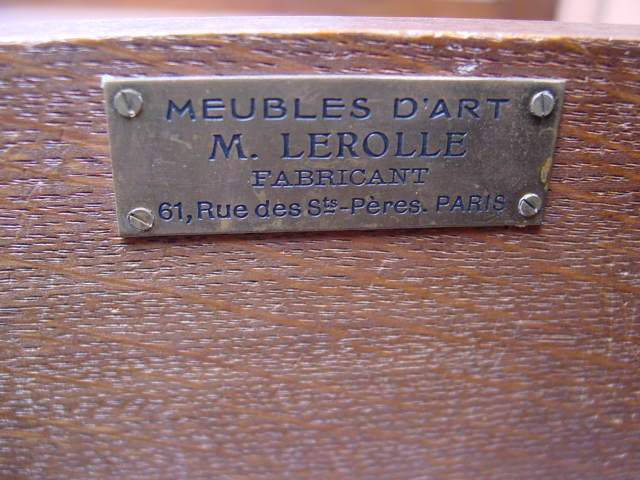 MEUBLES D'ART
M. LEROLLE
FABRICANT
61, Rue des Sts-Pères. PARIS